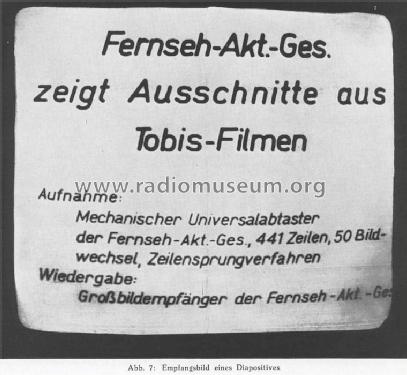 Fernseh-Akt.-Ges.
zeigt Ausschnitte aus
Tobis-Filmen
www.radiomuseum.org
Aufnahme:
Mechanischer Universalabtaster
der Fernseh-Akt.-Ges., 441 Zeilen, 50 Bild-
wechsel, Zeilensprungverfahren
Wiedergabe:
Großbildempfänger der Fernseh-Akt.-Ges
Abb. 7: Empfangsbild eines Diapositives